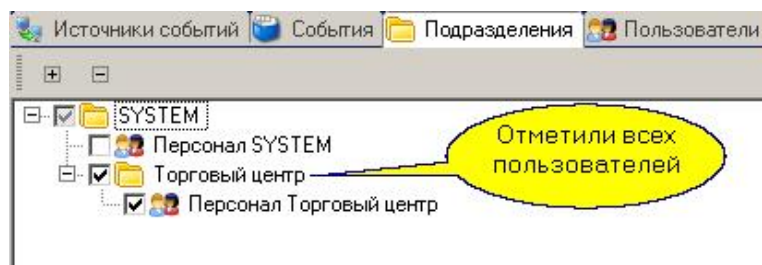 Источники событий События Подразделения Пользователи
SYSTEM
Персонал SYSTEM
Торговый центр
Персонал Торговый центр
Отметили всех
пользователей